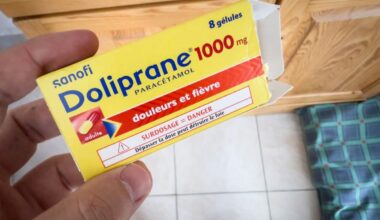 8 gélules
sanofi
Doliprane® 1000 mg
PARACÉTAMOL
douleurs et fièvre
adulte
SURDOSAGE = DANGER
Dépasser la dose peut détruire le foie